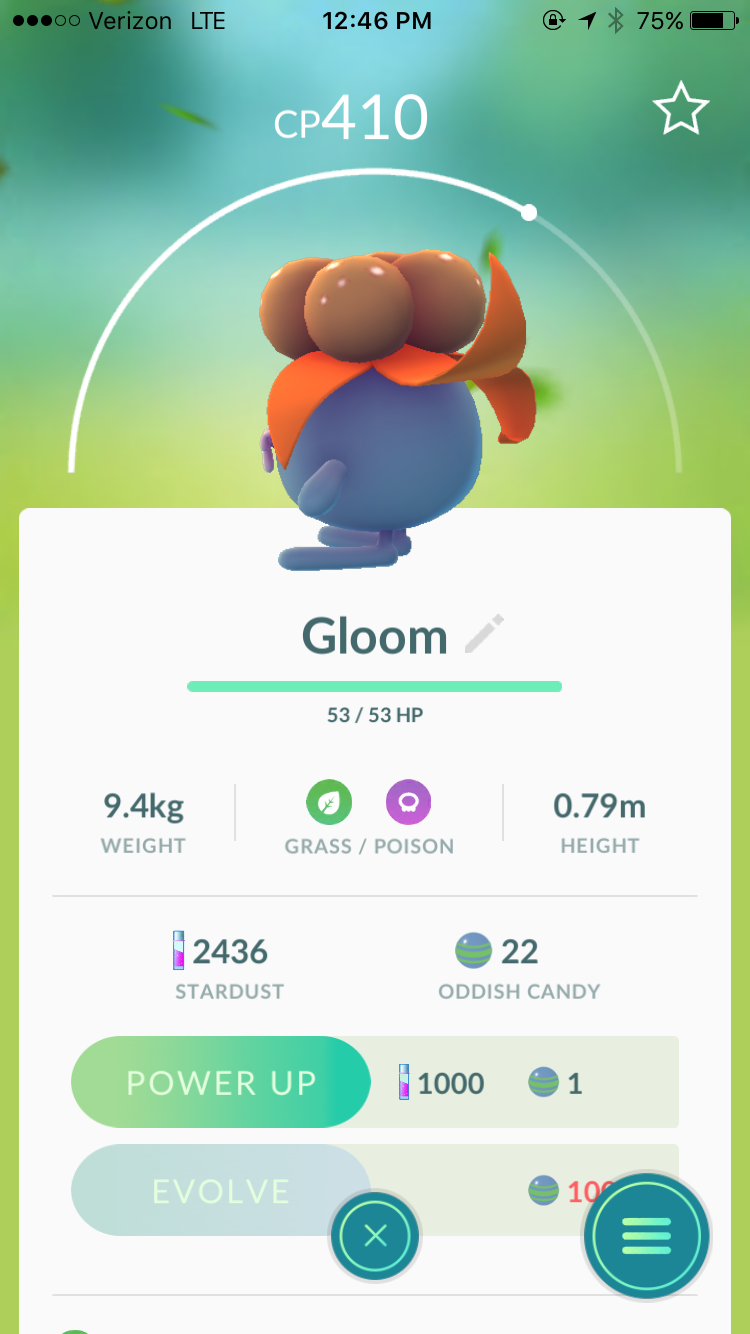 Verizon LTE 12:46 PM 75%
CP410
Gloom
53 / 53 HP
9.4kg
WEIGHT
GRASS / POISON
0.79m
HEIGHT
2436
STARDUST
22
ODDISH CANDY
POWER UP 1000 1
EVOLVE